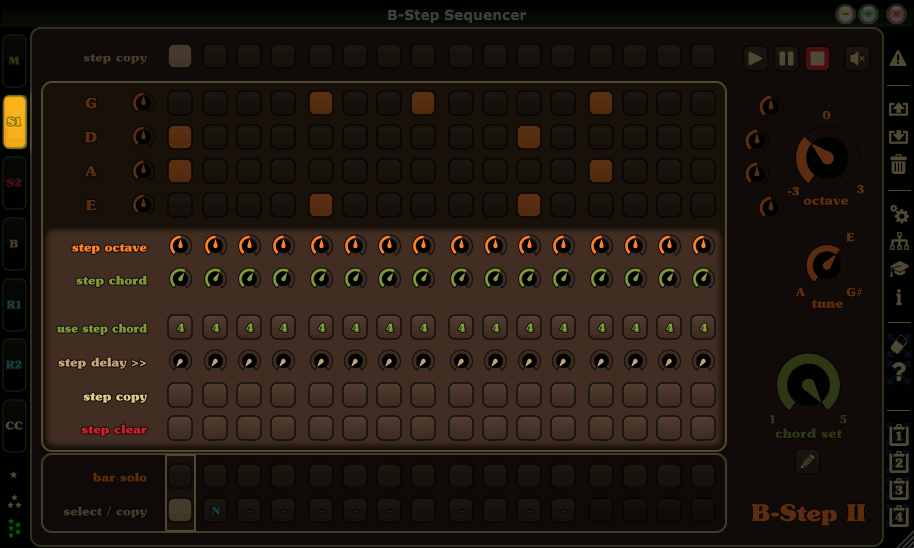 B-Step Sequencer
M
step copy
G
S1
D
A
S2
E
0
-3 3
octave
B
step octave
step chord
E
R1
A G#
tune
use step chord 4 4 4 4 4 4 4 4 4 4 4 4 4 4 4 4
R2
step delay >>
step copy
CC
step clear
1 5
chord set
bar solo
select / copy N - - - - - - - - - -
B-Step II
i
?
1
2
3
4